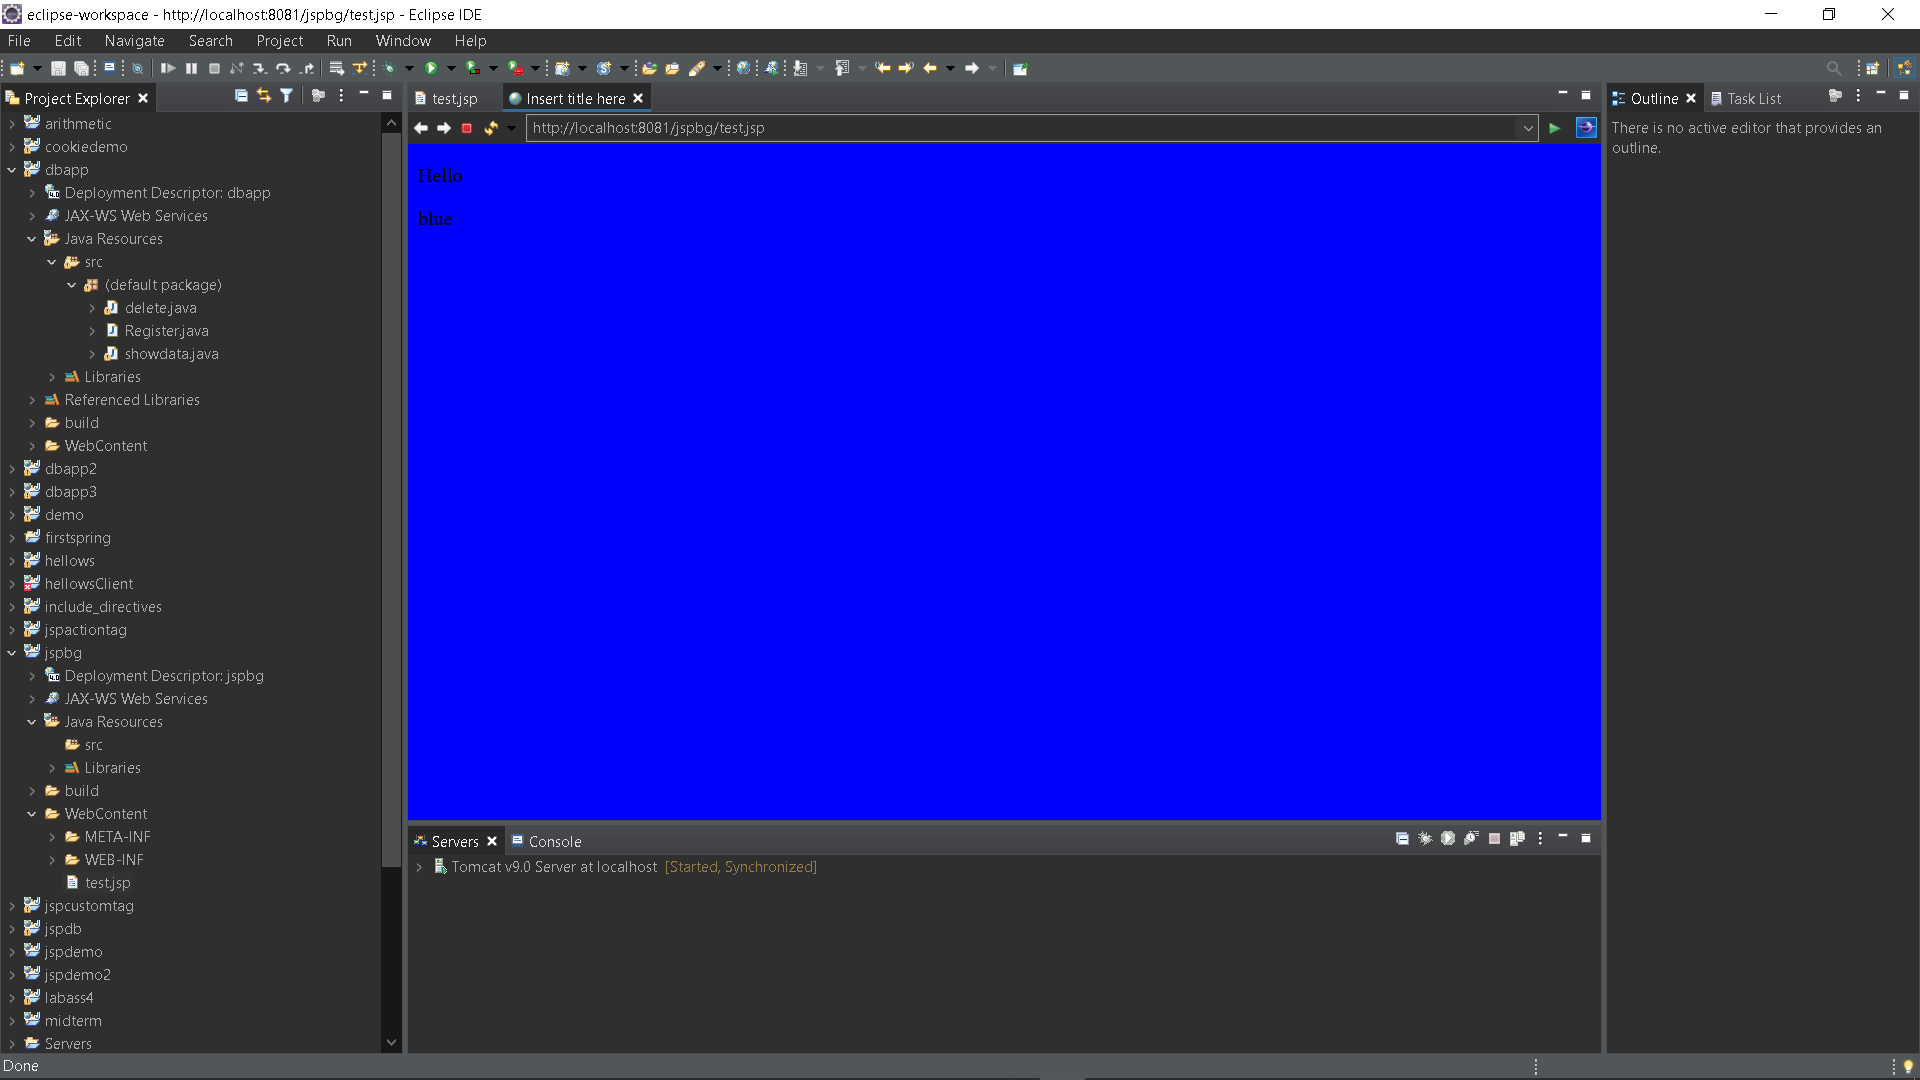 eclipse-workspace - http://localhost:8081/jspbg/test.jsp - Eclipse IDE
File Edit Navigate Search Project Run Window Help
Project Explorer
arithmetic
cookiedemo
dbapp
Deployment Descriptor: dbapp
JAX-WS Web Services
Java Resources
src
(default package)
delete.java
Register.java
showdata.java
Libraries
Referenced Libraries
build
WebContent
dbapp2
dbapp3
demo
firstspring
hellows
hellowsClient
include_directives
jspactiontag
jspbg
Deployment Descriptor: jspbg
JAX-WS Web Services
Java Resources
src
Libraries
build
WebContent
META-INF
WEB-INF
test.jsp
jspcustomtag
jspdb
jspdemo
jspdemo2
labass4
midterm
Servers
test.jsp Insert title here
http://localhost:8081/jspbg/test.jsp
Hello
blue
Servers Console
Tomcat v9.0 Server at localhost [Started, Synchronized]
Outline Task List
There is no active editor that provides an
outline.
Done